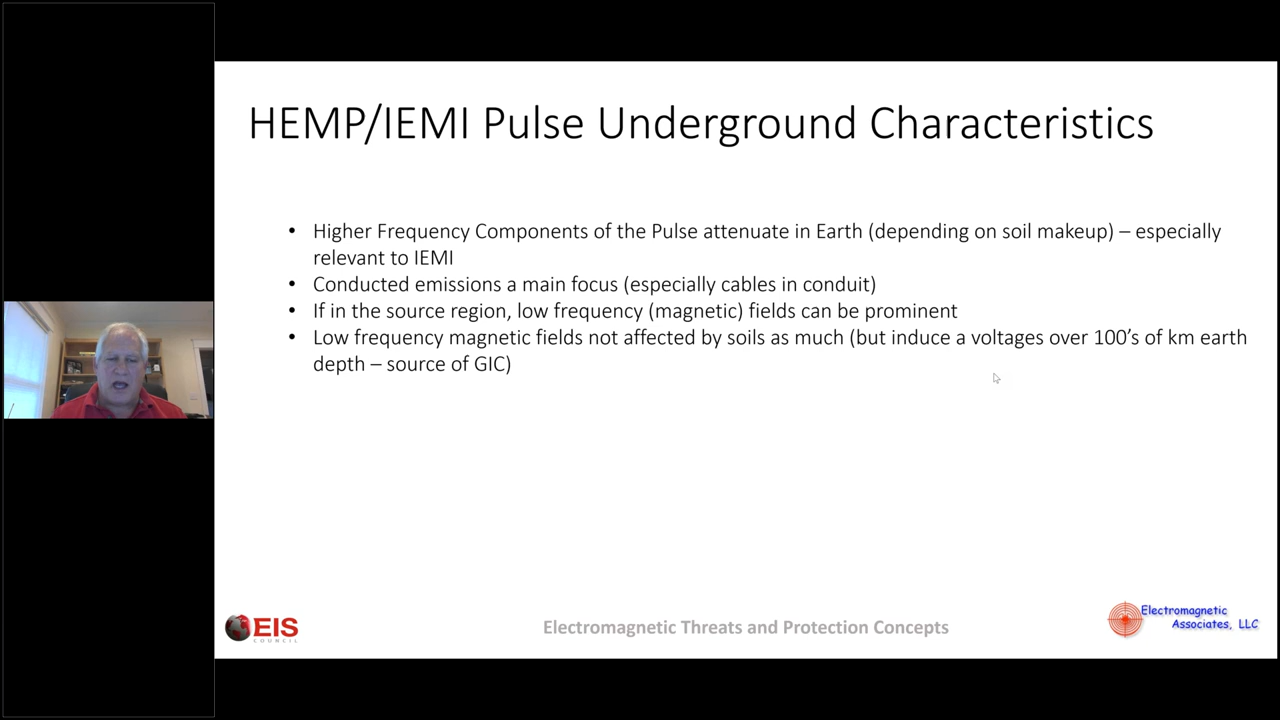 HEMP/IEMI Pulse Underground Characteristics
• Higher Frequency Components of the Pulse attenuate in Earth (depending on soil makeup) – especially
relevant to IEMI
• Conducted emissions a main focus (especially cables in conduit)
• If in the source region, low frequency (magnetic) fields can be prominent
• Low frequency magnetic fields not affected by soils as much (but induce a voltages over 100’s of km earth
depth – source of GIC)
EIS
COUNCIL
Electromagnetic Threats and Protection Concepts
Electromagnetic
Associates, LLC